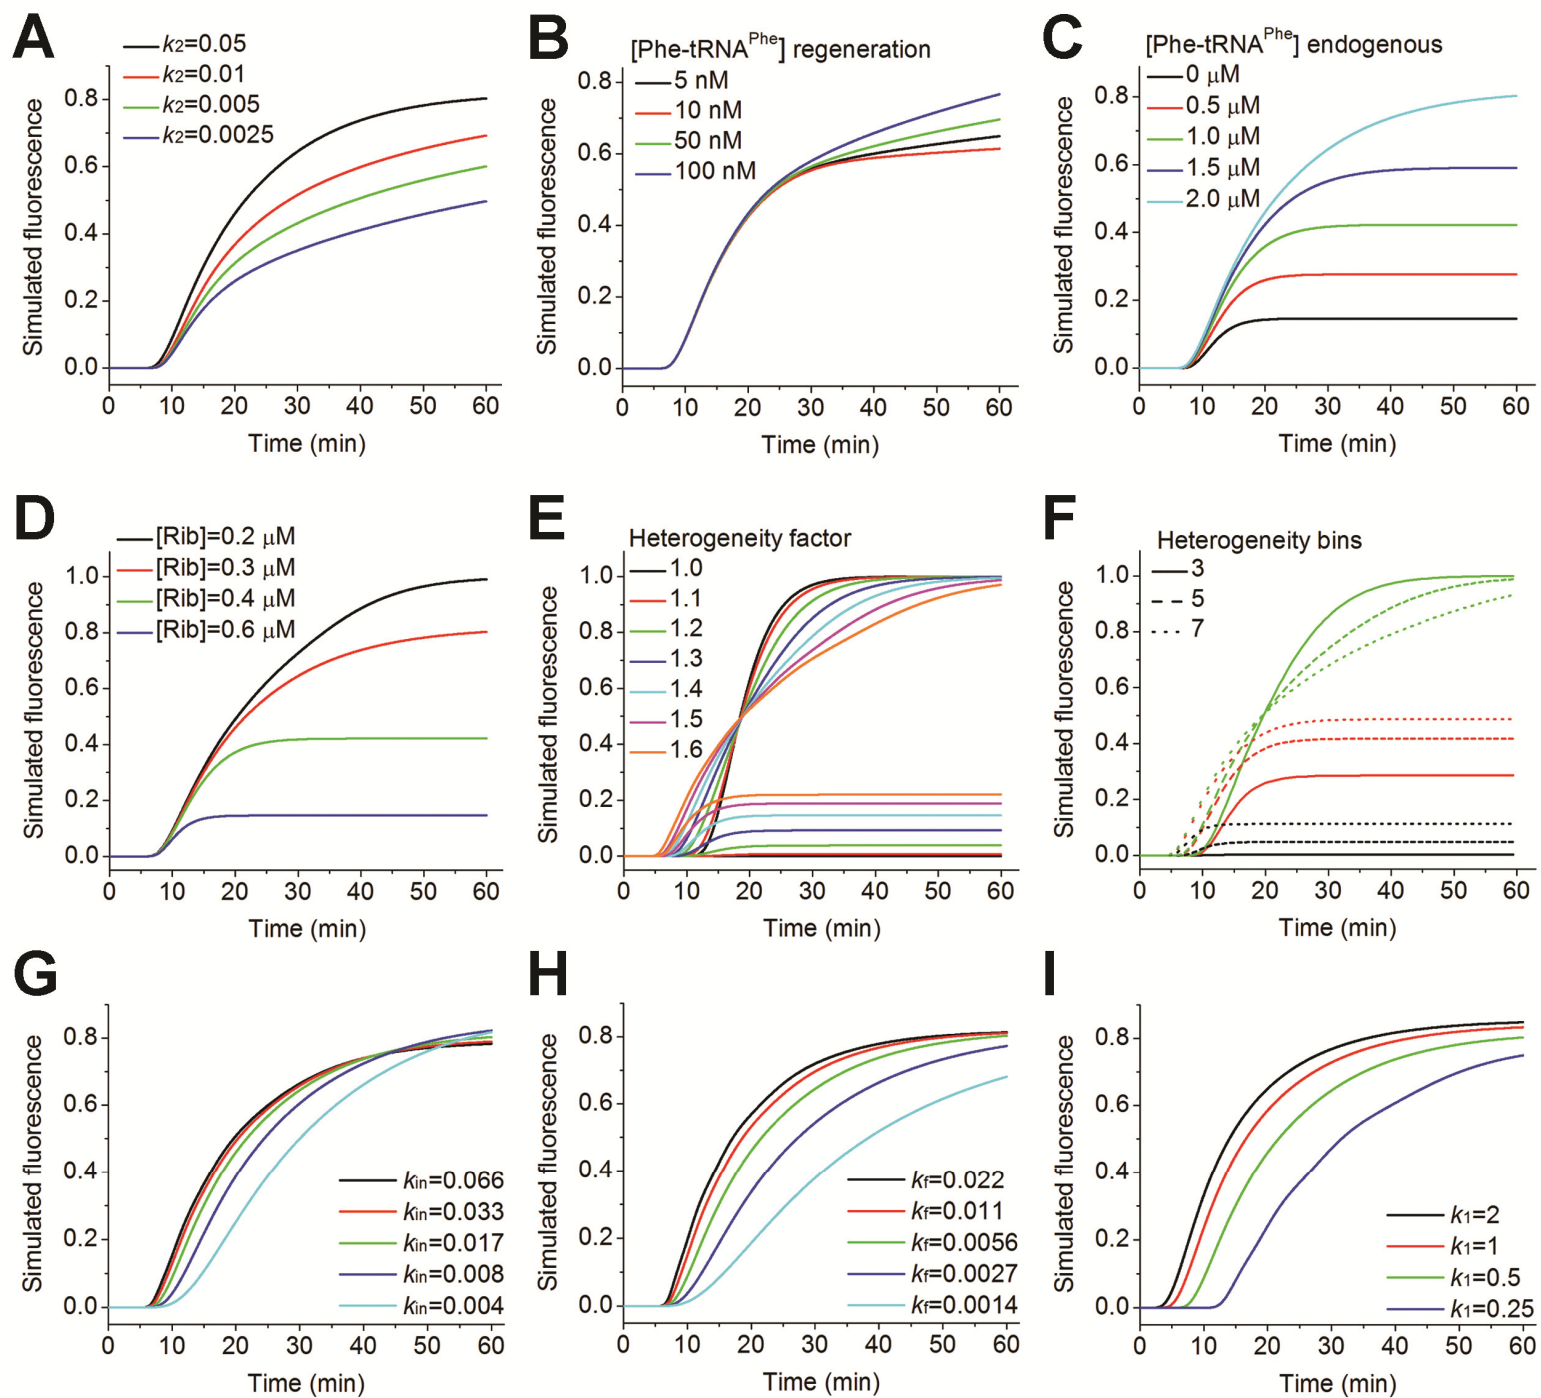 A
k2=0.05
k2=0.01
k2=0.005
k2=0.0025
Simulated fluorescence
0.8
0.6
0.4
0.2
0.0
0 10 20 30 40 50 60
Time (min)
B
[Phe-tRNAPhe] regeneration
5 nM
10 nM
50 nM
100 nM
Simulated fluorescence
0.8
0.6
0.4
0.2
0.0
0 10 20 30 40 50 60
Time (min)
C
[Phe-tRNAPhe] endogenous
0 μM
0.5 μM
1.0 μM
1.5 μM
2.0 μM
Simulated fluorescence
0.8
0.6
0.4
0.2
0.0
0 10 20 30 40 50 60
Time (min)
D
[Rib]=0.2 μM
[Rib]=0.3 μM
[Rib]=0.4 μM
[Rib]=0.6 μM
Simulated fluorescence
1.0
0.8
0.6
0.4
0.2
0.0
0 10 20 30 40 50 60
Time (min)
E
Heterogeneity factor
1.0
1.1
1.2
1.3
1.4
1.5
1.6
Simulated fluorescence
1.0
0.8
0.6
0.4
0.2
0.0
0 10 20 30 40 50 60
Time (min)
F
Heterogeneity bins
3
5
7
Simulated fluorescence
1.0
0.8
0.6
0.4
0.2
0.0
0 10 20 30 40 50 60
Time (min)
G
Simulated fluorescence
0.8
0.6
0.4
0.2
0.0
kin=0.066
kin=0.033
kin=0.017
kin=0.008
kin=0.004
0 10 20 30 40 50 60
Time (min)
H
Simulated fluorescence
0.8
0.6
0.4
0.2
0.0
kf=0.022
kf=0.011
kf=0.0056
kf=0.0027
kf=0.0014
0 10 20 30 40 50 60
Time (min)
I
Simulated fluorescence
0.8
0.6
0.4
0.2
0.0
k1=2
k1=1
k1=0.5
k1=0.25
0 10 20 30 40 50 60
Time (min)